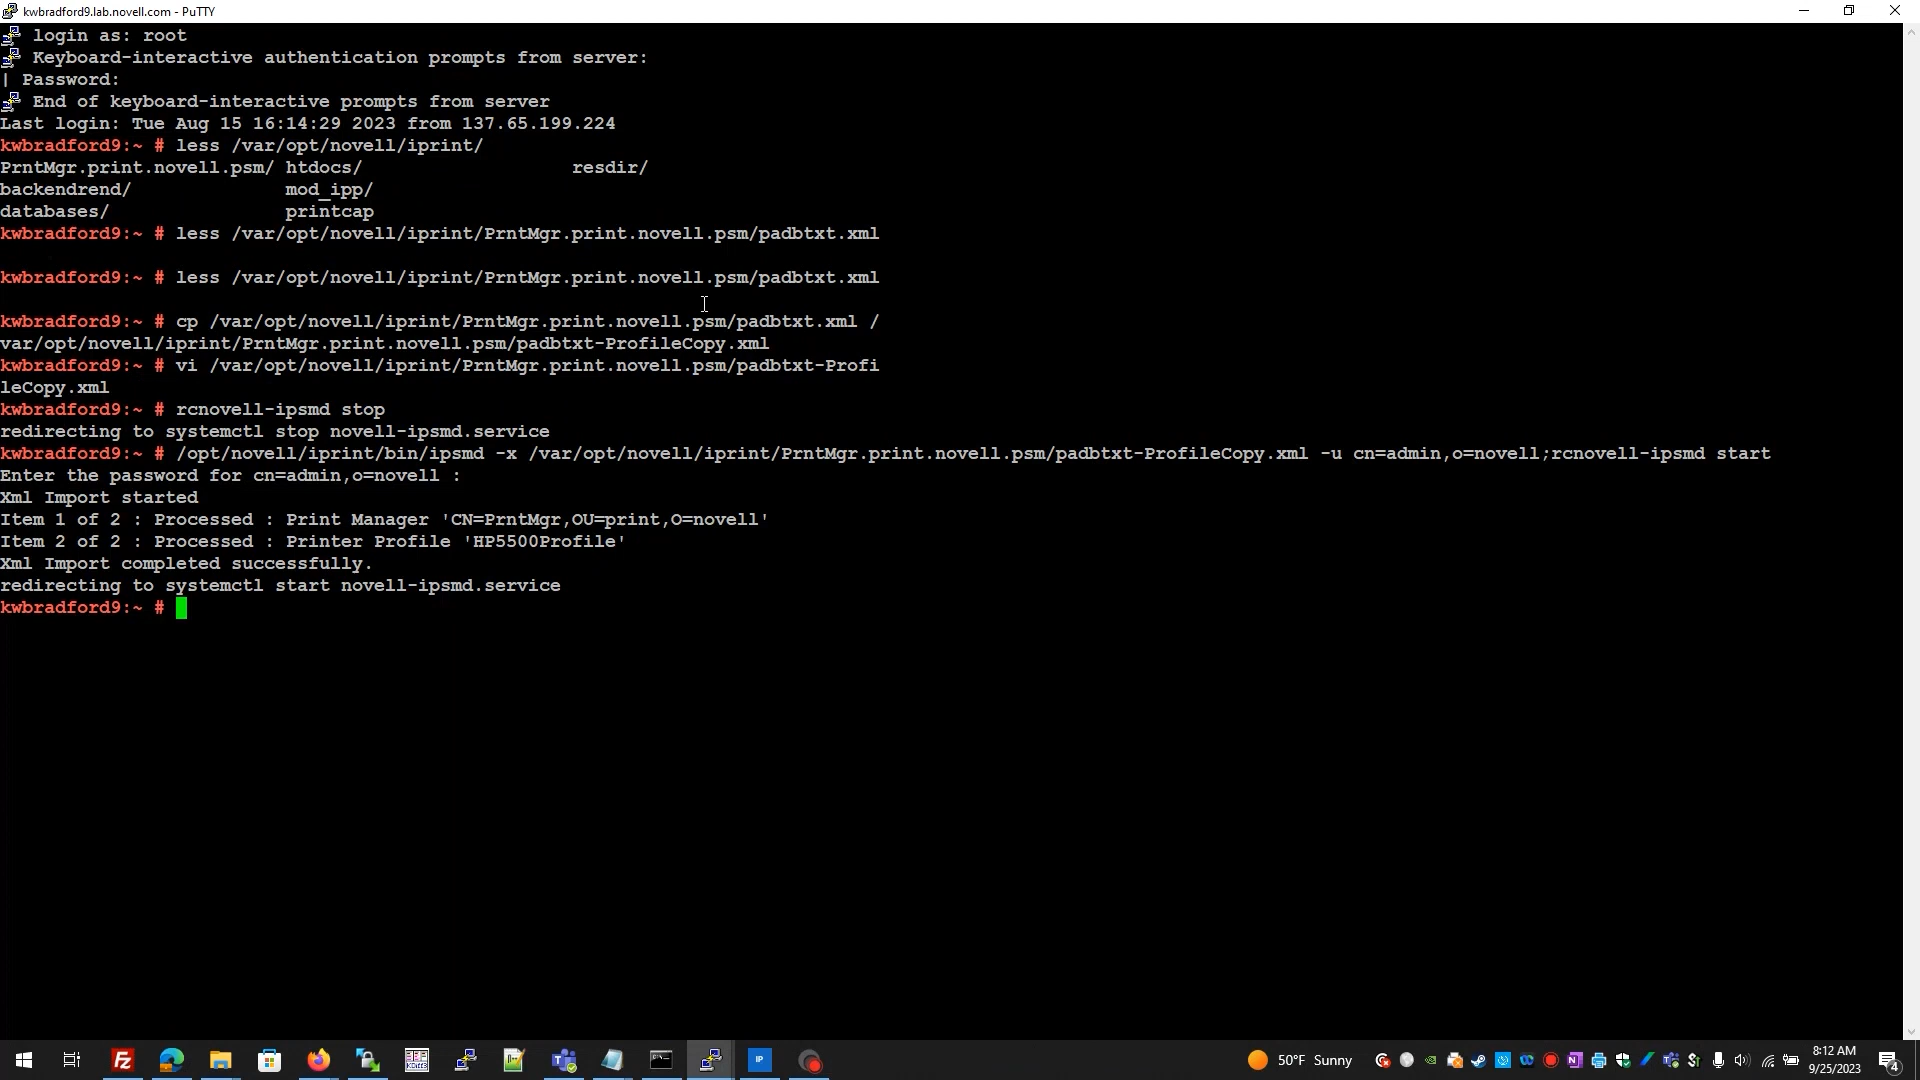 kwbradford9.lab.novell.com - PuTTY
login as: root
Keyboard-interactive authentication prompts from server:
| Password:
End of keyboard-interactive prompts from server
Last login: Tue Aug 15 16:14:29 2023 from 137.65.199.224
kwbradford9:~ # less /var/opt/novell/iprint/
PrntMgr.print.novell.psm/ htdocs/ resdir/
backendrend/ mod_ipp/
databases/ printcap
kwbradford9:~ # less /var/opt/novell/iprint/PrntMgr.print.novell.psm/padbtxt.xml
kwbradford9:~ # less /var/opt/novell/iprint/PrntMgr.print.novell.psm/padbtxt.xml
kwbradford9:~ # cp /var/opt/novell/iprint/PrntMgr.print.novell.psm/padbtxt.xml /
var/opt/novell/iprint/PrntMgr.print.novell.psm/padbtxt-ProfileCopy.xml
kwbradford9:~ # vi /var/opt/novell/iprint/PrntMgr.print.novell.psm/padbtxt-Profi
leCopy.xml
kwbradford9:~ # rcnovell-ipsmd stop
redirecting to systemctl stop novell-ipsmd.service
kwbradford9:~ # /opt/novell/iprint/bin/ipsmd -x /var/opt/novell/iprint/PrntMgr.print.novell.psm/padbtxt-ProfileCopy.xml -u cn=admin,o=novell;rcnovell-ipsmd start
Enter the password for cn=admin,o=novell :
Xml Import started
Item 1 of 2 : Processed : Print Manager 'CN=PrntMgr,OU=print,O=novell'
Item 2 of 2 : Processed : Printer Profile 'HP5500Profile'
Xml Import completed successfully.
redirecting to systemctl start novell-ipsmd.service
kwbradford9:~ #
50°F Sunny
8:12 AM
9/25/2023
4
IP